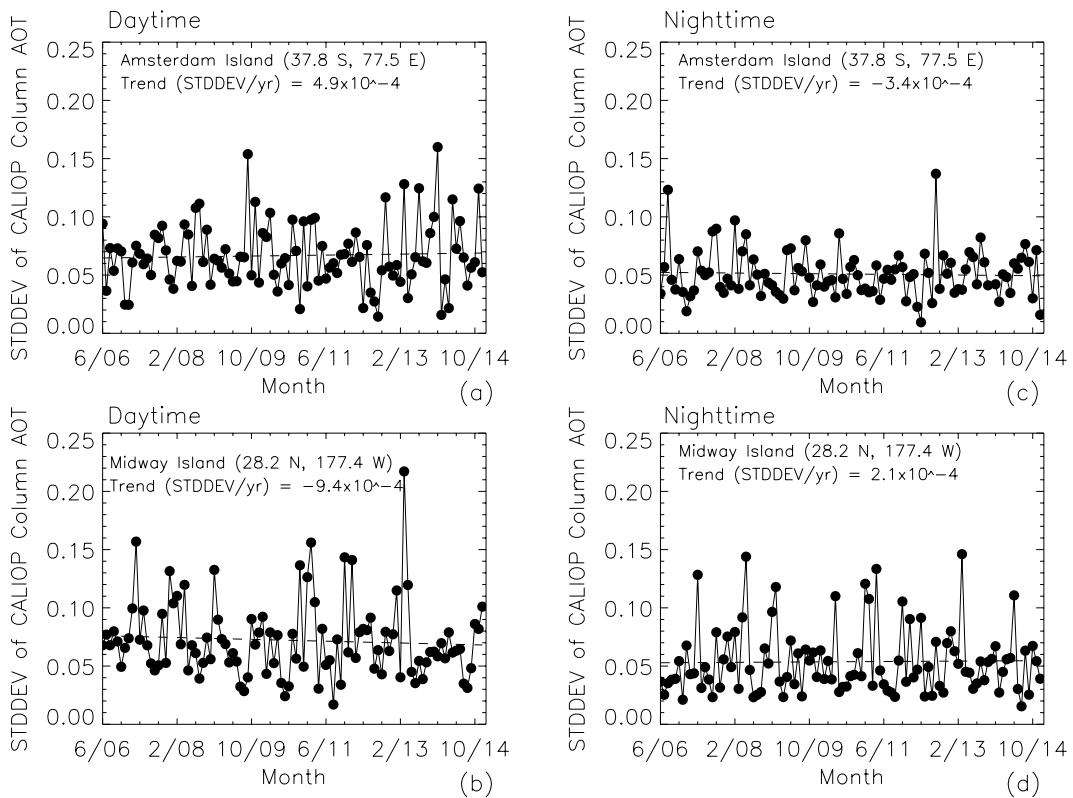 Daytime
STDDEV of CALIOP Column AOT
0.25
0.20
0.15
0.10
0.05
0.00
Amsterdam Island (37.8 S, 77.5 E)
Trend (STDDEV/yr) = 4.9x10^-4
6/06 2/08 10/09 6/11 2/13 10/14
Month
(a)
Nighttime
STDDEV of CALIOP Column AOT
0.25
0.20
0.15
0.10
0.05
0.00
Amsterdam Island (37.8 S, 77.5 E)
Trend (STDDEV/yr) = -3.4x10^-4
6/06 2/08 10/09 6/11 2/13 10/14
Month
(c)
Daytime
STDDEV of CALIOP Column AOT
0.25
0.20
0.15
0.10
0.05
0.00
Midway Island (28.2 N, 177.4 W)
Trend (STDDEV/yr) = -9.4x10^-4
6/06 2/08 10/09 6/11 2/13 10/14
Month
(b)
Nighttime
STDDEV of CALIOP Column AOT
0.25
0.20
0.15
0.10
0.05
0.00
Midway Island (28.2 N, 177.4 W)
Trend (STDDEV/yr) = 2.1x10^-4
6/06 2/08 10/09 6/11 2/13 10/14
Month
(d)